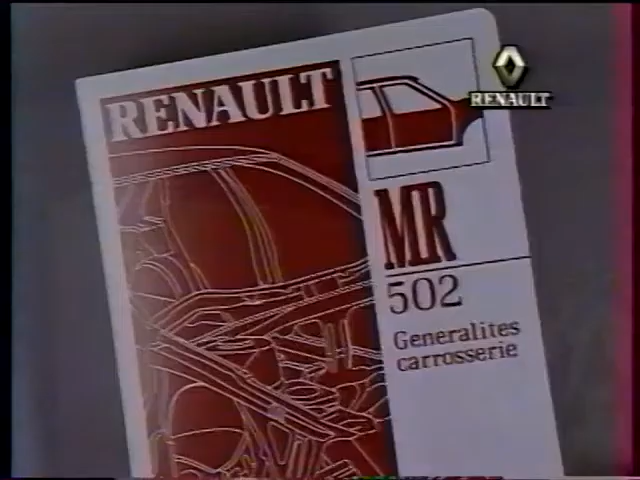 RENAULT
RENAULT
MR
502
Generalites
carrosserie